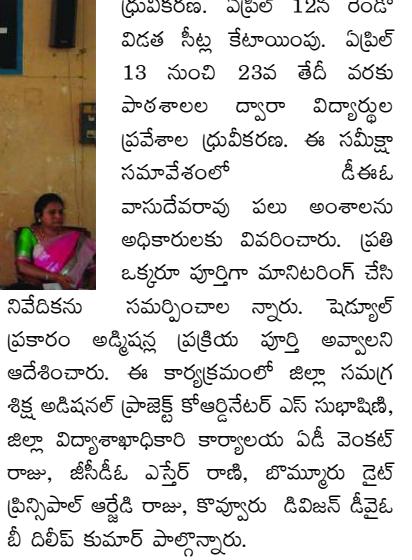 ధ్రువీకరణ. ఏప్రిల్ 12న రెండో
విడత సీట్ల కేటాయింపు. ఏప్రిల్
13 నుంచి 23వ తేదీ వరకు
పాఠశాలల ద్వారా విద్యార్థుల
ప్రవేశాల ధ్రువీకరణ. ఈ సమీక్షా
సమావేశంలో డీఈఓ
వాసుదేవరావు పలు అంశాలను
అధికారులకు వివరించారు. ప్రతి
ఒక్కరూ పూర్తిగా మానిటరింగ్ చేసి
నివేదికను సమర్పించాల న్నారు. షెడ్యూల్
ప్రకారం అడ్మిషన్ల ప్రక్రియ పూర్తి అవ్వాలని
ఆదేశించారు. ఈ కార్యక్రమంలో జిల్లా సమగ్ర
శిక్ష అడిషనల్ ప్రాజెక్ట్ కోఆర్డినేటర్ ఎస్ సుభాషిణి,
జిల్లా విద్యాశాఖాధికారి కార్యాలయ ఏడీ వెంకట్
రాజు, జీసీడీఓ ఎస్తేర్ రాణి, బొమ్మూరు డైట్
ప్రిన్సిపాల్ ఆర్జేడి రాజు, కొవ్వూరు డివిజన్ డీవైఓ
బీ దిలీప్ కుమార్ పాల్గొన్నారు.